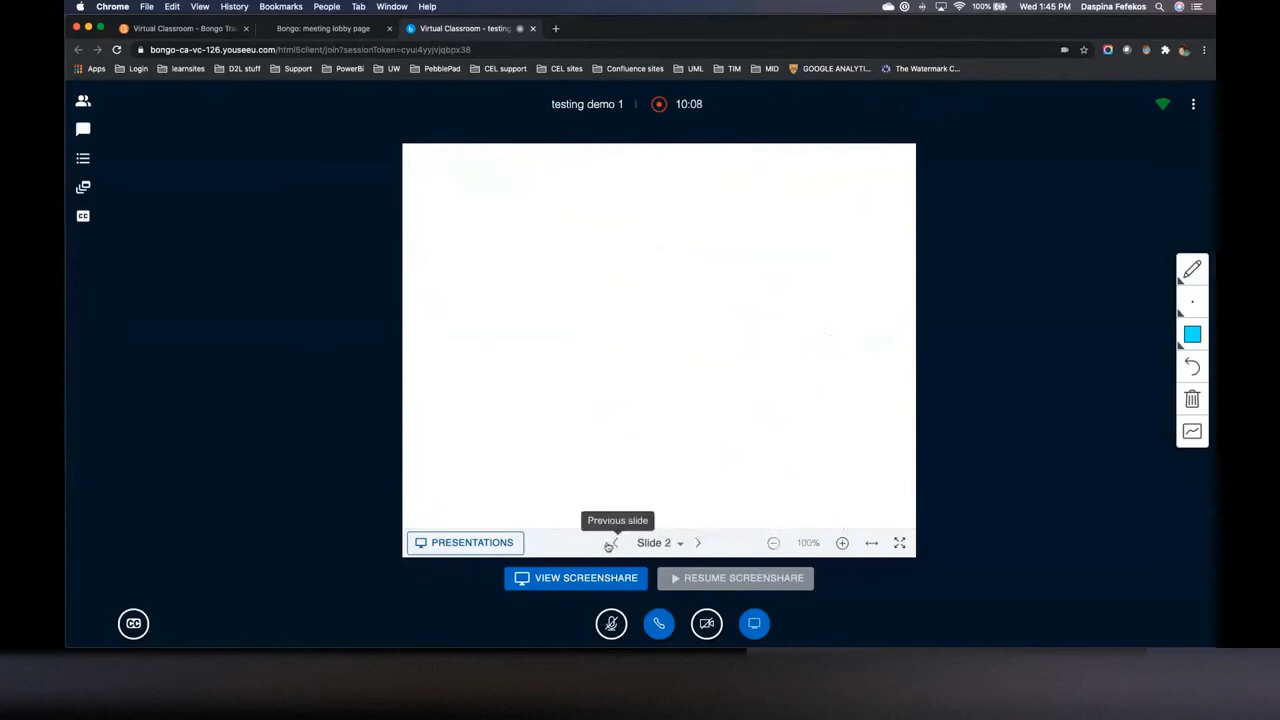 Chrome File Edit View History Bookmarks People Tab Window Help 100% Wed 1:45 PM Daspina Fefekos
Virtual Classroom - Bongo Tra Bongo: meeting lobby page Virtual Classroom - testing
bongo-ca-vc-126.youseeu.com/html5client/join?sessionToken=cyui4yyjvjqbpx38
Apps Login learnsites D2L stuff Support PowerBi UW PebblePad CEL support CEL sites Confluence sites UML TIM MID GOOGLE ANALYTI... The Watermark C...
testing demo 1 10:08
Previous slide
PRESENTATIONS Slide 2 100%
VIEW SCREENSHARE RESUME SCREENSHARE
CC
CC